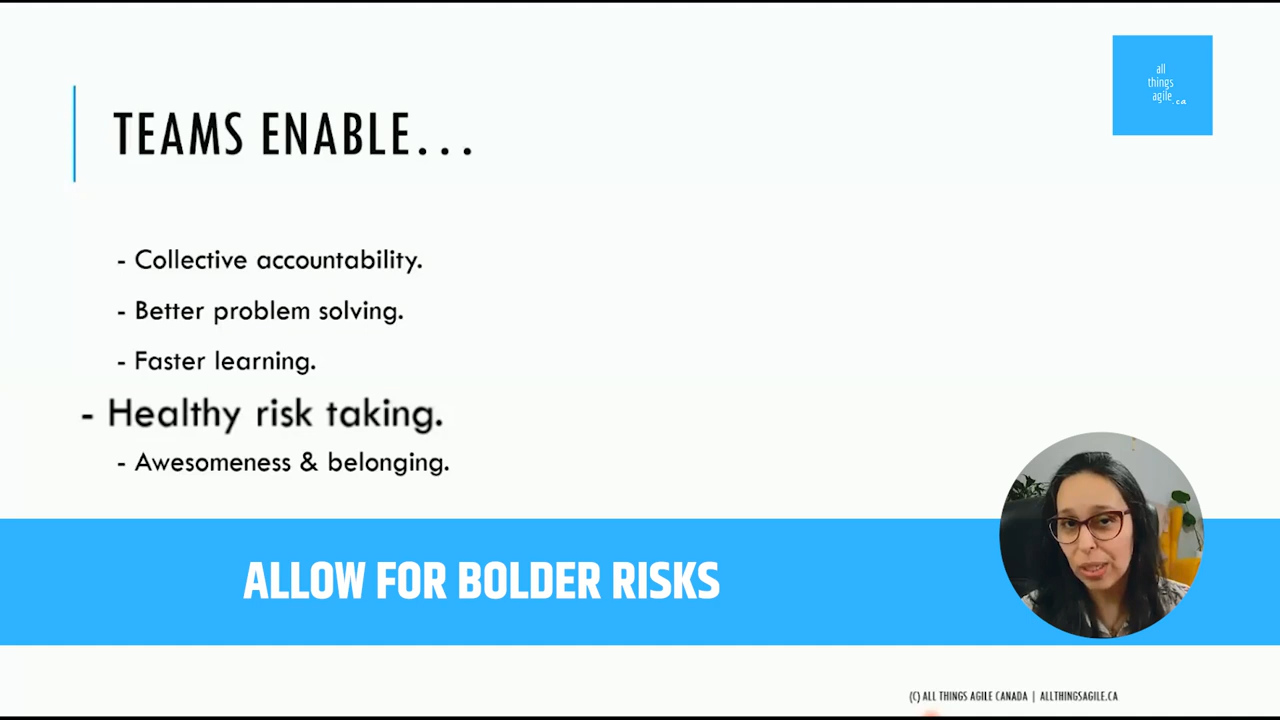 all
things
agile.ca
TEAMS ENABLE...
- Collective accountability.
- Better problem solving.
- Faster learning.
- Healthy risk taking.
- Awesomeness & belonging.
ALLOW FOR BOLDER RISKS
(C) ALL THINGS AGILE CANADA | ALLTHINGSAGILE.CA